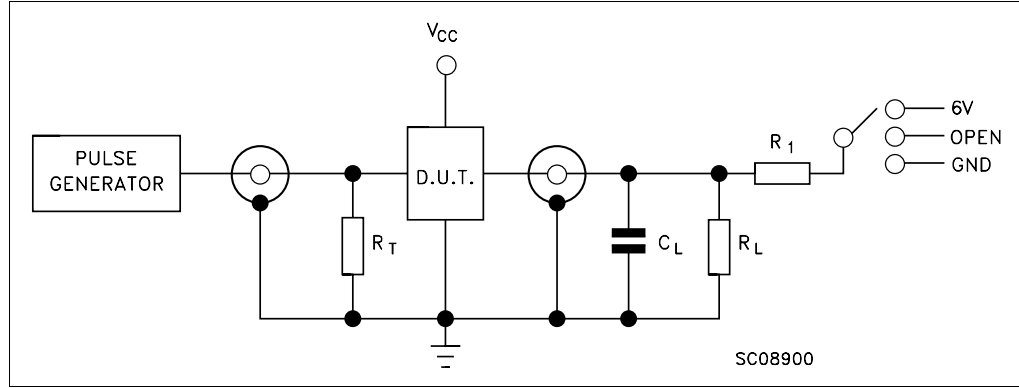 VCC
PULSE
GENERATOR
D.U.T.
RT
CL
RL
R1
6V
OPEN
GND
SC08900